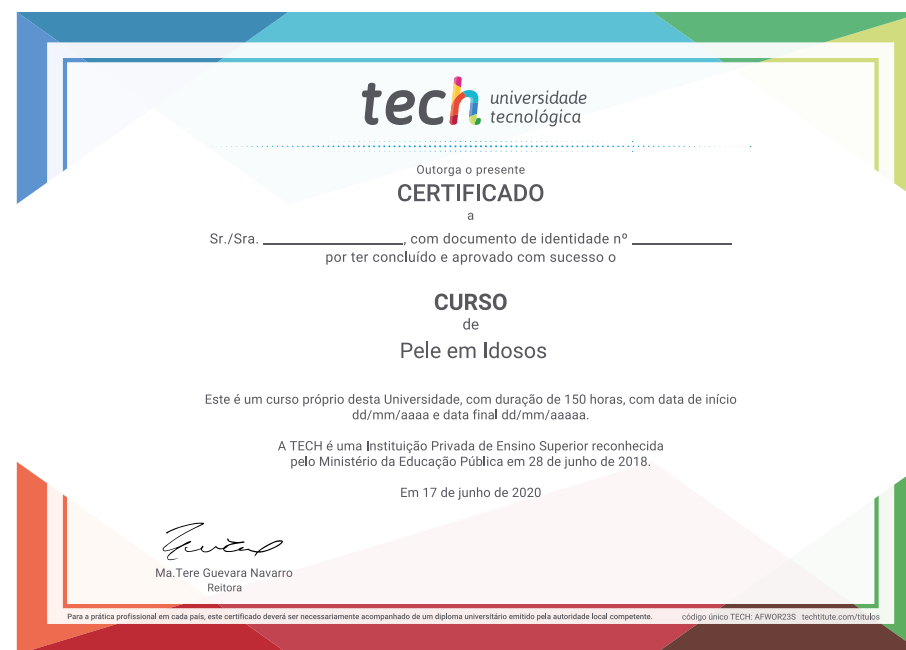 tech universidade
tecnológica
Outorga o presente
CERTIFICADO
a
Sr./Sra. ________________, com documento de identidade nº ____________
por ter concluído e aprovado com sucesso o
CURSO
de
Pele em Idosos
Este é um curso próprio desta Universidade, com duração de 150 horas, com data de início
dd/mm/aaaa e data final dd/mm/aaaaa.
A TECH é uma Instituição Privada de Ensino Superior reconhecida
pelo Ministério da Educação Pública em 28 de junho de 2018.
Em 17 de junho de 2020
Ma.Tere Guevara Navarro
Reitora
Para a prática profissional em cada país, este certificado deverá ser necessariamente acompanhado de um diploma universitário emitido pela autoridade local competente. código único TECH: AFWOR23S techtitute.com/titulos